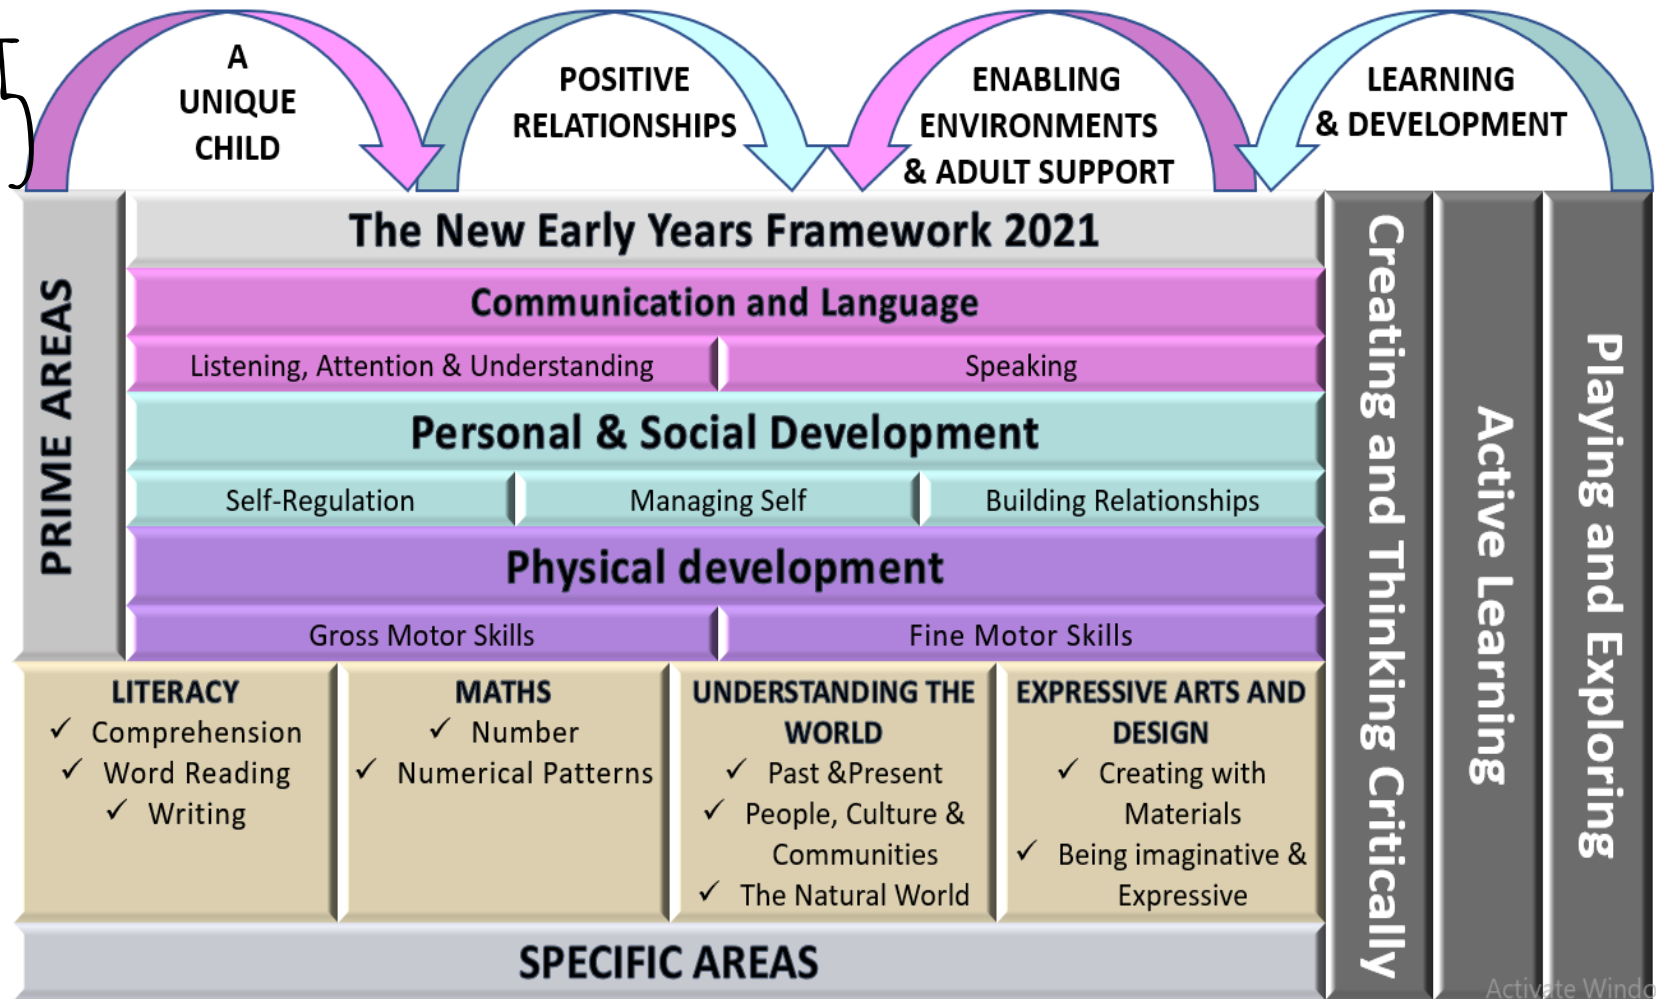 A
UNIQUE
CHILD
POSITIVE
RELATIONSHIPS
ENABLING
ENVIRONMENTS
& ADULT SUPPORT
LEARNING
& DEVELOPMENT
PRIME AREAS
The New Early Years Framework 2021
Communication and Language
Listening, Attention & Understanding
Speaking
Personal & Social Development
Self-Regulation
Managing Self
Building Relationships
Physical development
Gross Motor Skills
Fine Motor Skills
LITERACY
✓ Comprehension
✓ Word Reading
✓ Writing
MATHS
✓ Number
✓ Numerical Patterns
UNDERSTANDING THE
WORLD
✓ Past &Present
✓ People, Culture &
Communities
✓ The Natural World
EXPRESSIVE ARTS AND
DESIGN
✓ Creating with
Materials
✓ Being imaginative &
Expressive
SPECIFIC AREAS
Creating and Thinking Critically
Active Learning
Playing and Exploring
Activate Windo